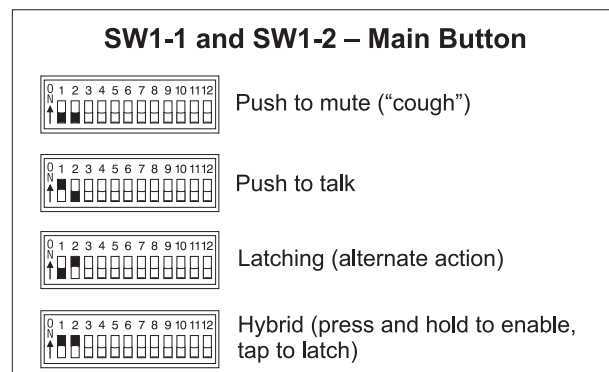 SW1-1 and SW1-2 – Main Button
ON 1 2 3 4 5 6 7 8 9 10 11 12
Push to mute (“cough”)
ON 1 2 3 4 5 6 7 8 9 10 11 12
Push to talk
ON 1 2 3 4 5 6 7 8 9 10 11 12
Latching (alternate action)
ON 1 2 3 4 5 6 7 8 9 10 11 12
Hybrid (press and hold to enable,
tap to latch)